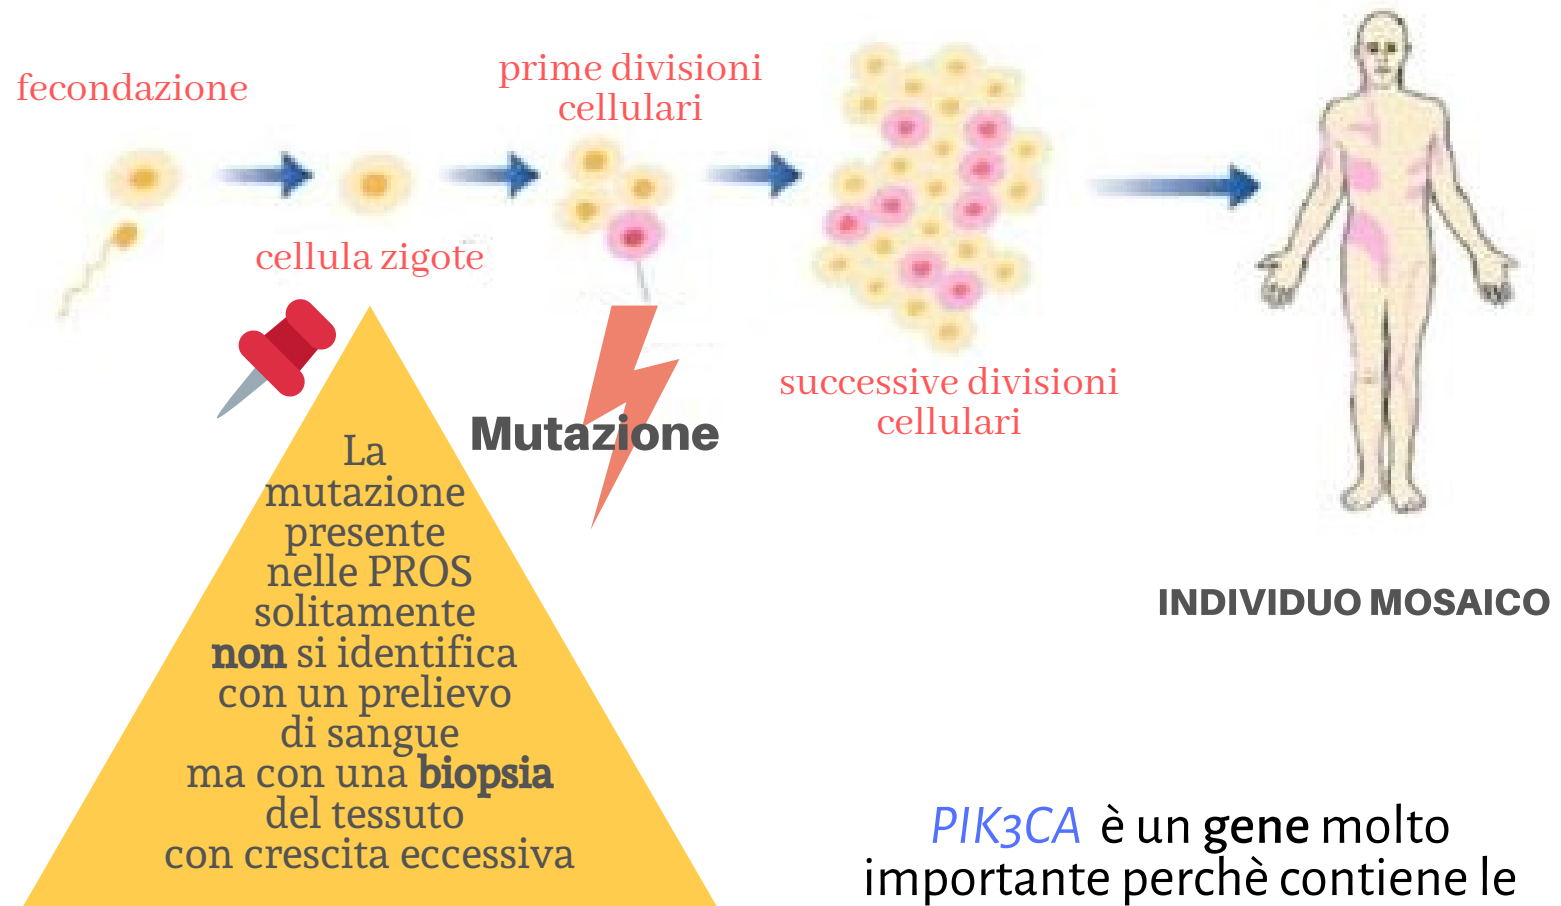 fecondazione
prime divisioni
cellulari
cellula zigote
successive divisioni
cellulari
Mutazione
La
mutazione
presente
nelle PROS
solitamente
non si identifica
con un prelievo
di sangue
ma con una biopsia
del tessuto
con crescita eccessiva
INDIVIDUO MOSAICO
PIK3CA è un gene molto
importante perchè contiene le